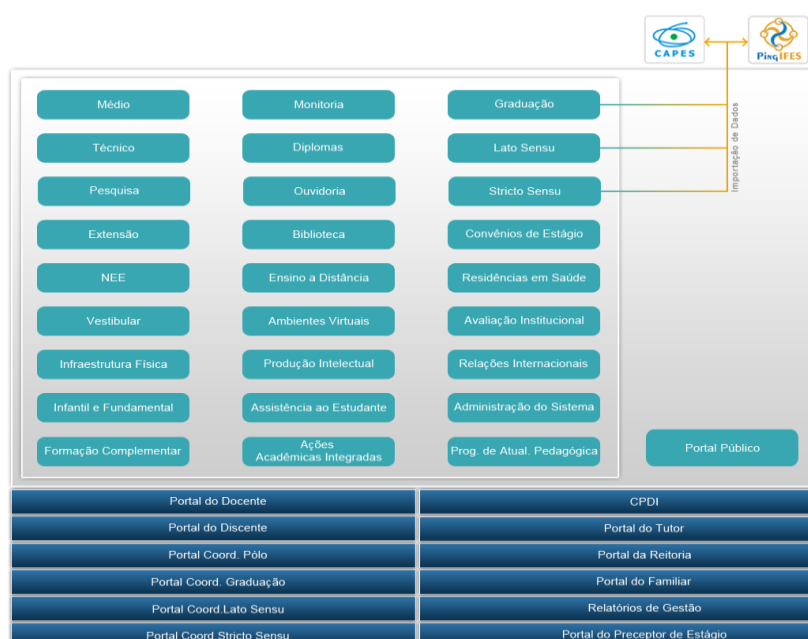 CAPES
PingIFES
Médio
Monitoria
Graduação
Técnico
Diplomas
Lato Sensu
Pesquisa
Ouvidoria
Stricto Sensu
Importação de Dados
Extensão
Biblioteca
Convênios de Estágio
NEE
Ensino a Distância
Residências em Saúde
Vestibular
Ambientes Virtuais
Avaliação Institucional
Infraestrutura Física
Produção Intelectual
Relações Internacionais
Infantil e Fundamental
Assistência ao Estudante
Administração do Sistema
Formação Complementar
Ações
Acadêmicas Integradas
Prog. de Atual. Pedagógica
Portal Público
Portal do Docente
CPDI
Portal do Discente
Portal do Tutor
Portal Coord. Pólo
Portal da Reitoria
Portal Coord. Graduação
Portal do Familiar
Portal Coord.Lato Sensu
Relatórios de Gestão
Portal Coord.Stricto Sensu
Portal do Preceptor de Estágio